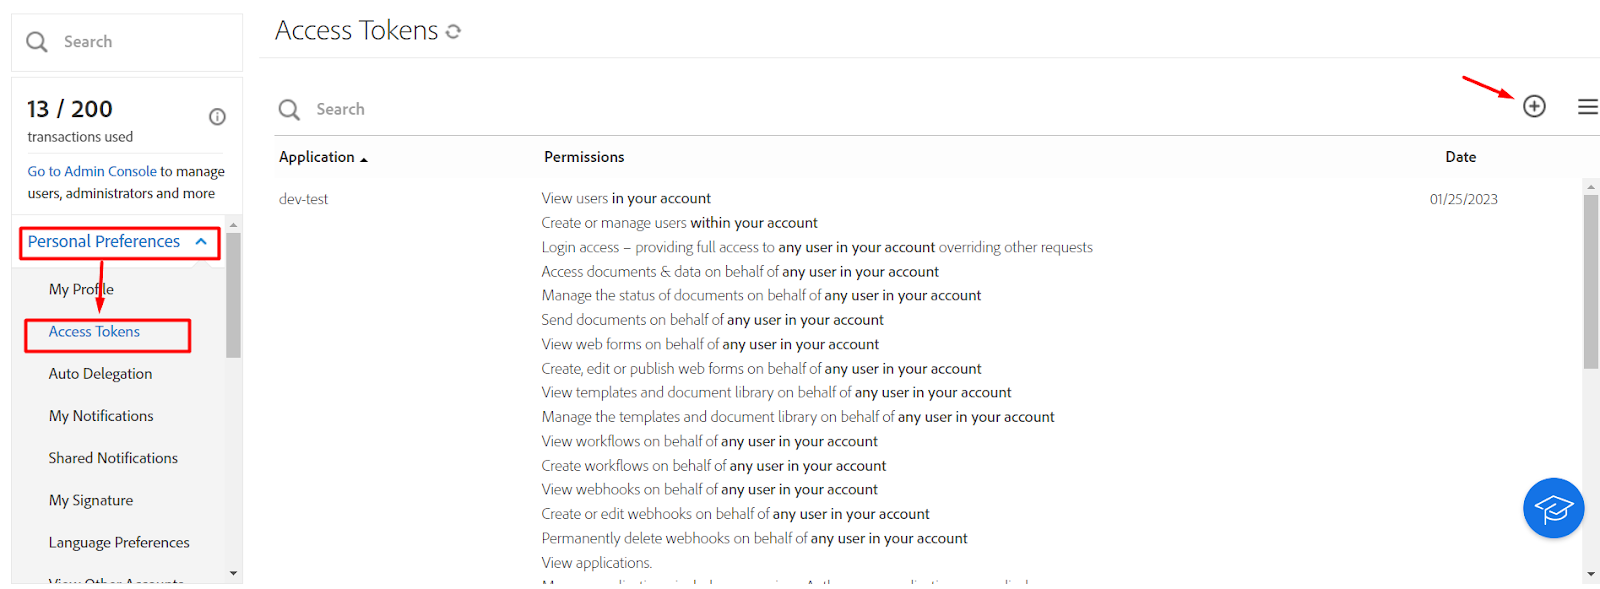 Search
13 / 200
transactions used
Go to Admin Console to manage
users, administrators and more
Personal Preferences
My Profile
Access Tokens
Auto Delegation
My Notifications
Shared Notifications
My Signature
Language Preferences
View Other Accounts
Access Tokens
Search
Application
Permissions
Date
dev-test
View users in your account
01/25/2023
Create or manage users within your account
Login access – providing full access to any user in your account overriding other requests
Access documents & data on behalf of any user in your account
Manage the status of documents on behalf of any user in your account
Send documents on behalf of any user in your account
View web forms on behalf of any user in your account
Create, edit or publish web forms on behalf of any user in your account
View templates and document library on behalf of any user in your account
Manage the templates and document library on behalf of any user in your account
View workflows on behalf of any user in your account
Create workflows on behalf of any user in your account
View webhooks on behalf of any user in your account
Create or edit webhooks on behalf of any user in your account
Permanently delete webhooks on behalf of any user in your account
View applications.